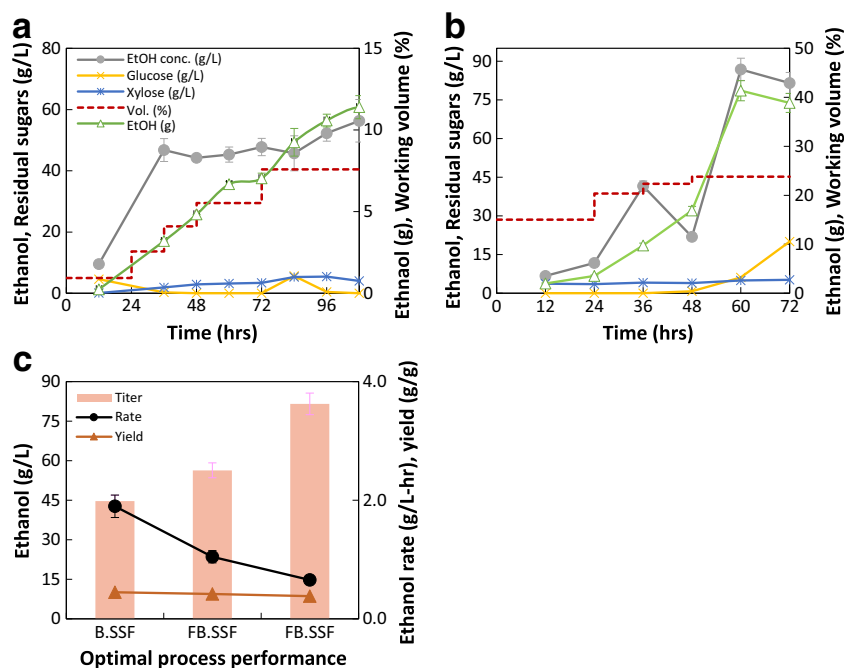 a
Ethanol, Residual sugars (g/L)
80
60
40
20
0
EtOH conc. (g/L)
Glucose (g/L)
Xylose (g/L)
Vol. (%)
EtOH (g)
15
10
5
0
Ethnaol (g), Working volume (%)
0 24 48 72 96
Time (hrs)
b
90
75
60
45
30
15
0
Ethanol, Residual sugars (g/L)
50
40
30
20
10
0
Ethnaol (g), Working volume (%)
0 12 24 36 48 60 72
Time (hrs)
c
Ethanol (g/L)
90
75
60
45
30
15
0
Titer
Rate
Yield
4.0
2.0
0.0
Ethanol rate (g/L-hr), yield (g/g)
B.SSF FB.SSF FB.SSF
Optimal process performance